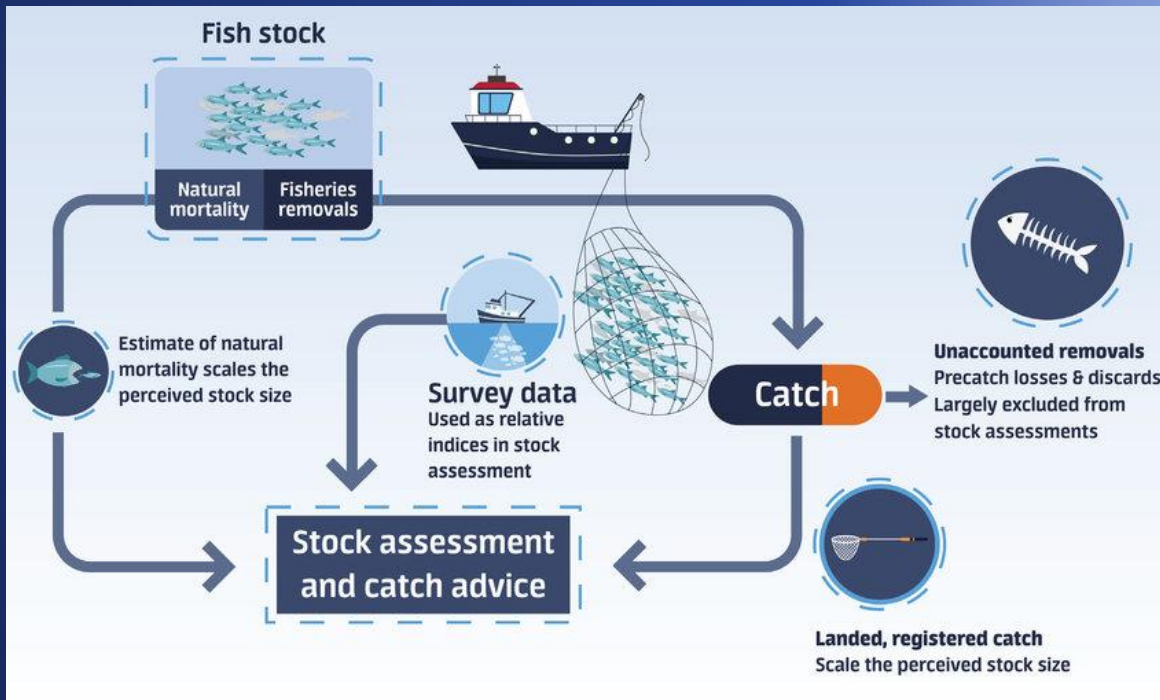 Fish stock
Natural
mortality
Fisheries
removals
Estimate of natural
mortality scales the
perceived stock size
Survey data
Used as relative
indices in stock
assessment
Catch
Unaccounted removals
Precatch losses & discards
Largely excluded from
stock assessments
Stock assessment
and catch advice
Landed, registered catch
Scale the perceived stock size